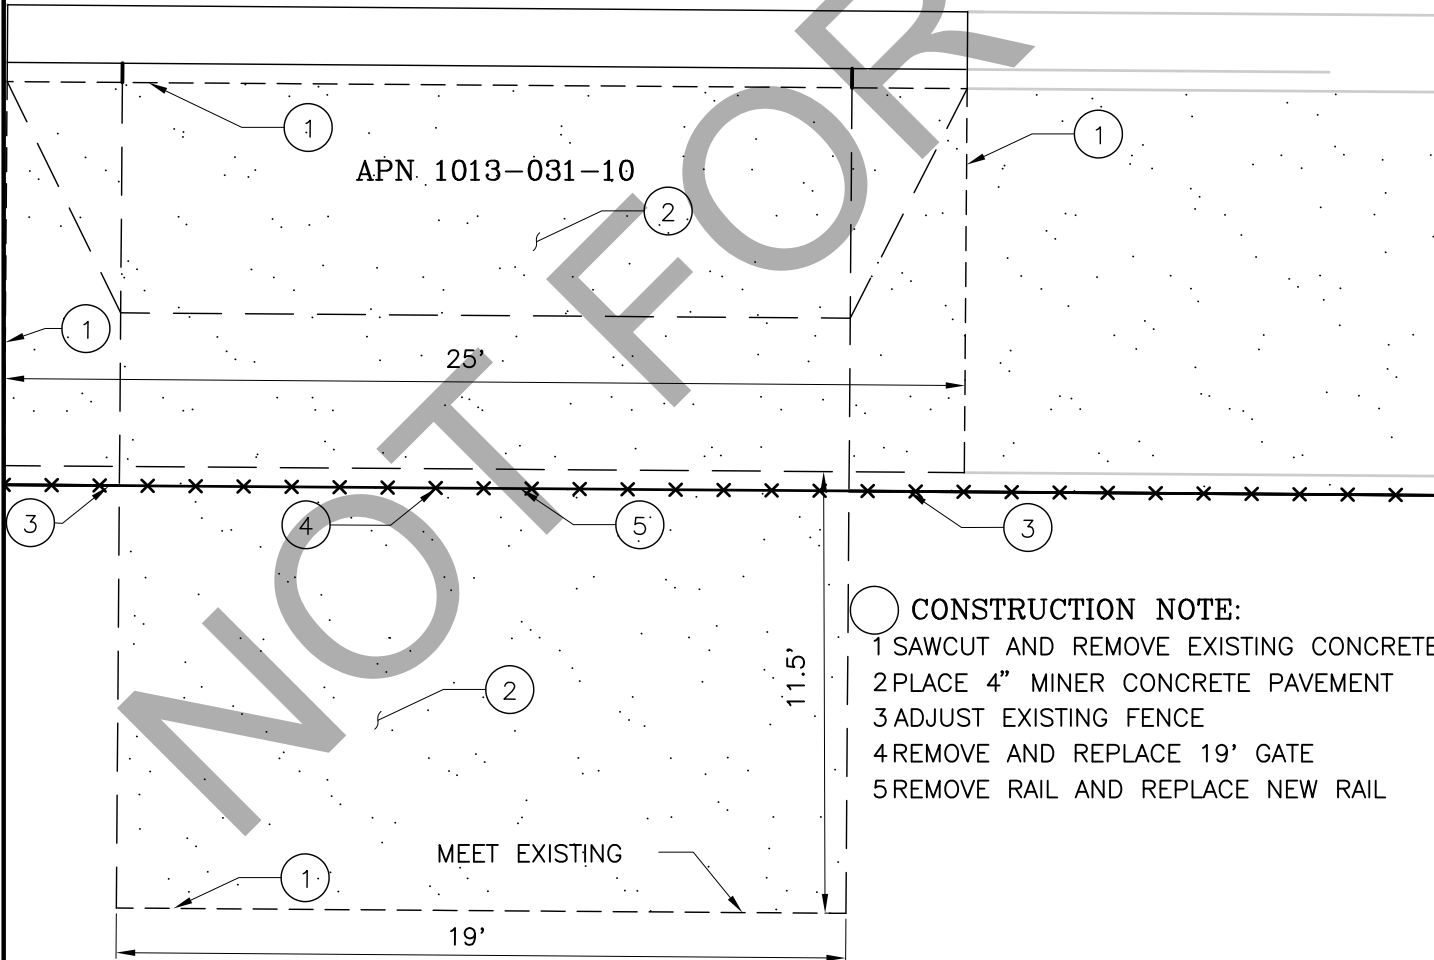 1
1
APN 1013-031-10
2
1
25'
3
4
5
3
CONSTRUCTION NOTE:
1 SAWCUT AND REMOVE EXISTING CONCRETE
2 PLACE 4" MINER CONCRETE PAVEMENT
3 ADJUST EXISTING FENCE
4 REMOVE AND REPLACE 19' GATE
5 REMOVE RAIL AND REPLACE NEW RAIL
11.5'
2
MEET EXISTING
1
19'
NOT FOR